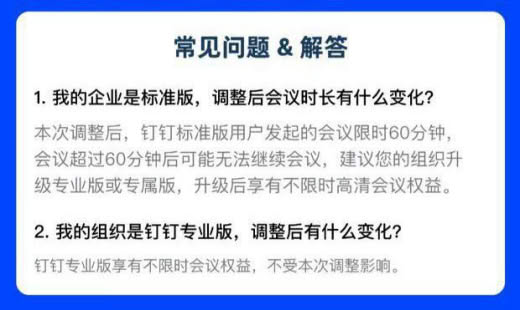 常见问题 & 解答
1. 我的企业是标准版，调整后会议时长有什么变化？
本次调整后，钉钉标准版用户发起的会议限时60分钟，
会议超过60分钟后可能无法继续会议，建议您的组织升
级专业版或专属版，升级后享有不限时高清会议权益。
2. 我的组织是钉钉专业版，调整后有什么变化？
钉钉专业版享有不限时会议权益，不受本次调整影响。